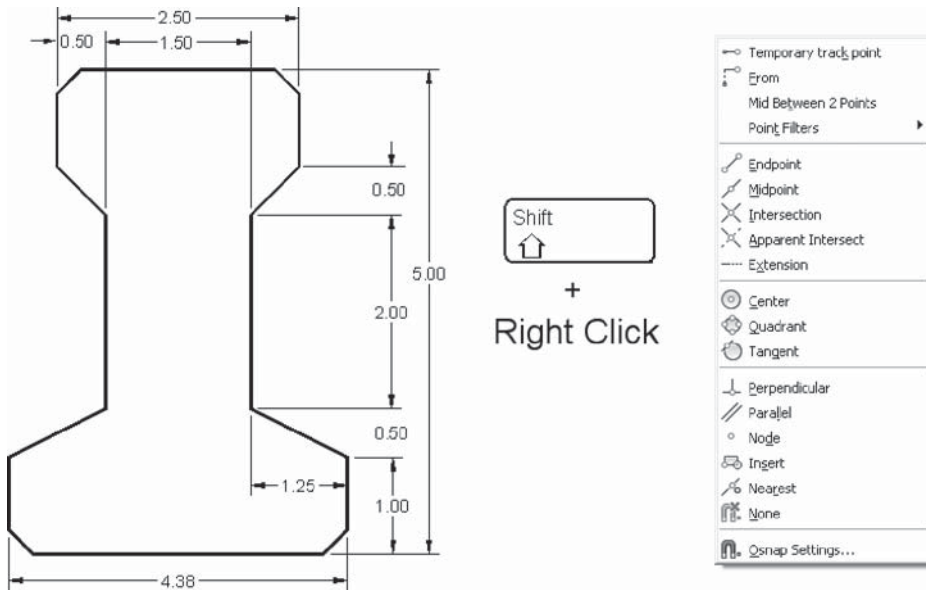 2.50
0.50
1.50
0.50
5.00
2.00
0.50
1.25
1.00
4.38
Shift
+
Right Click
Temporary track point
From
Mid Between 2 Points
Point Filters
Endpoint
Midpoint
Intersection
Apparent Intersect
Extension
Center
Quadrant
Tangent
Perpendicular
Parallel
Node
Insert
Nearest
None
Osnap Settings...